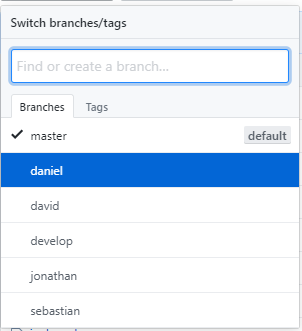 Switch branches/tags
Find or create a branch...
Branches Tags
master default
daniel
david
develop
jonathan
sebastian